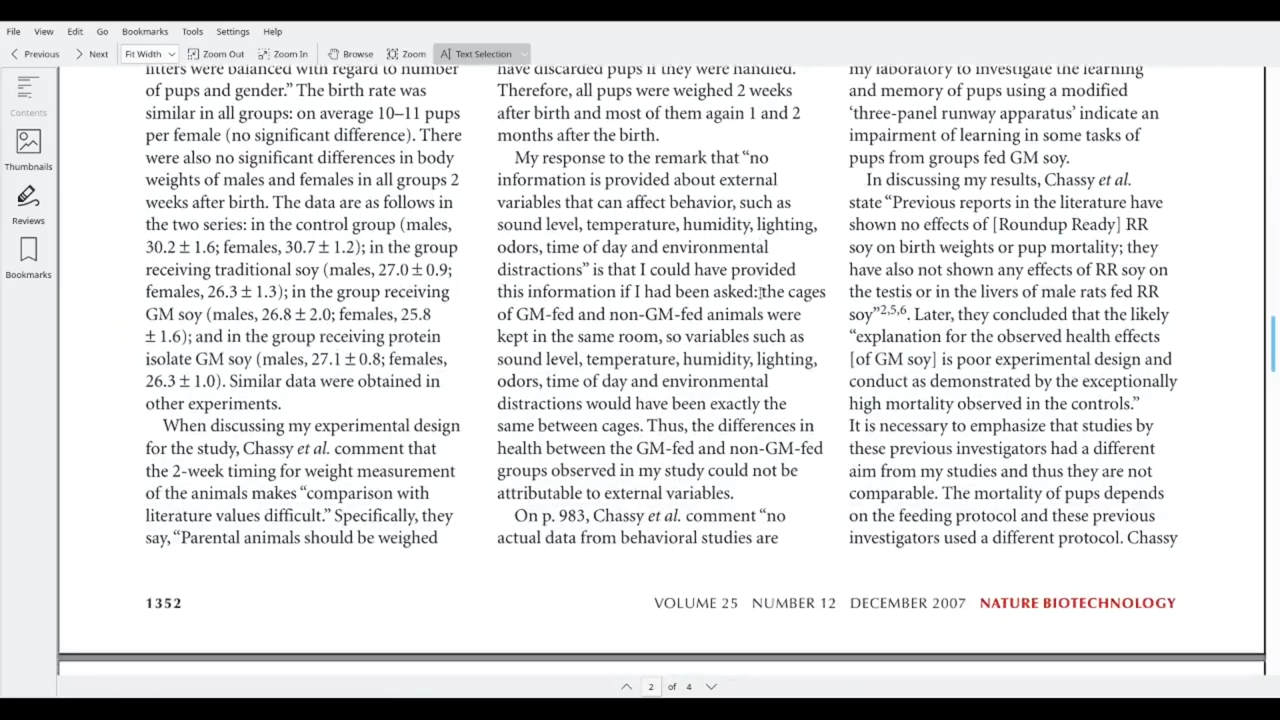 File View Edit Go Bookmarks Tools Settings Help
Previous Next Fit Width Zoom Out Zoom In Browse Zoom Text Selection
Contents
Thumbnails
Reviews
Bookmarks
litters were balanced with regard to number
of pups and gender.” The birth rate was
similar in all groups: on average 10–11 pups
per female (no significant difference). There
were also no significant differences in body
weights of males and females in all groups 2
weeks after birth. The data are as follows in
the two series: in the control group (males,
30.2 ± 1.6; females, 30.7 ± 1.2); in the group
receiving traditional soy (males, 27.0 ± 0.9;
females, 26.3 ± 1.3); in the group receiving
GM soy (males, 26.8 ± 2.0; females, 25.8
± 1.6); and in the group receiving protein
isolate GM soy (males, 27.1 ± 0.8; females,
26.3 ± 1.0). Similar data were obtained in
other experiments.
When discussing my experimental design
for the study, Chassy et al. comment that
the 2-week timing for weight measurement
of the animals makes “comparison with
literature values difficult.” Specifically, they
say, “Parental animals should be weighed
have discarded pups if they were handled.
Therefore, all pups were weighed 2 weeks
after birth and most of them again 1 and 2
months after the birth.
My response to the remark that “no
information is provided about external
variables that can affect behavior, such as
sound level, temperature, humidity, lighting,
odors, time of day and environmental
distractions” is that I could have provided
this information if I had been asked: the cages
of GM-fed and non-GM-fed animals were
kept in the same room, so variables such as
sound level, temperature, humidity, lighting,
odors, time of day and environmental
distractions would have been exactly the
same between cages. Thus, the differences in
health between the GM-fed and non-GM-fed
groups observed in my study could not be
attributable to external variables.
On p. 983, Chassy et al. comment “no
actual data from behavioral studies are
my laboratory to investigate the learning
and memory of pups using a modified
‘three-panel runway apparatus’ indicate an
impairment of learning in some tasks of
pups from groups fed GM soy.
In discussing my results, Chassy et al.
state “Previous reports in the literature have
shown no effects of [Roundup Ready] RR
soy on birth weights or pup mortality; they
have also not shown any effects of RR soy on
the testis or in the livers of male rats fed RR
soy”2,5,6. Later, they concluded that the likely
“explanation for the observed health effects
[of GM soy] is poor experimental design and
conduct as demonstrated by the exceptionally
high mortality observed in the controls.”
It is necessary to emphasize that studies by
these previous investigators had a different
aim from my studies and thus they are not
comparable. The mortality of pups depends
on the feeding protocol and these previous
investigators used a different protocol. Chassy
1352
VOLUME 25 NUMBER 12 DECEMBER 2007 NATURE BIOTECHNOLOGY
2 of 4